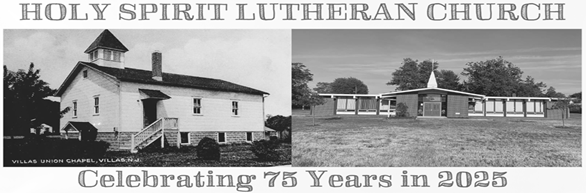 HOLY SPIRIT LUTHERAN CHURCH
VILLAS UNION CHAPEL, VILLAS N.J.
Celebrating 75 Years in 2025